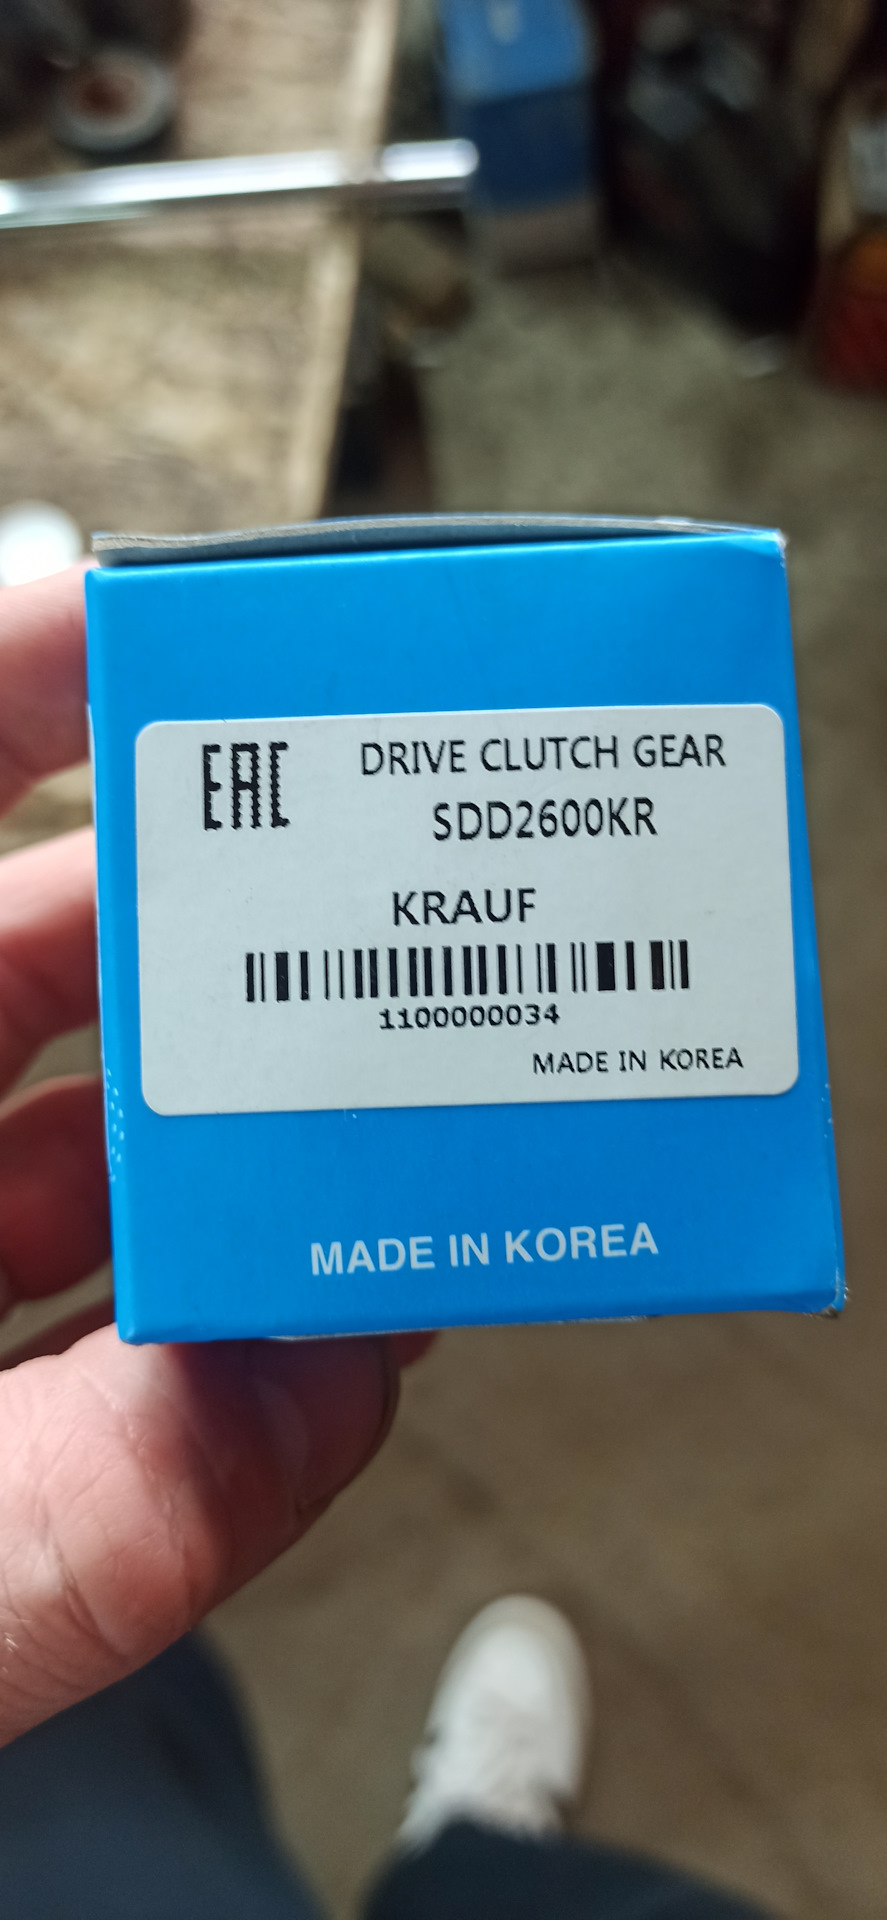 EAC
DRIVE CLUTCH GEAR
SDD2600KR
KRAUF
1100000034
MADE IN KOREA
MADE IN KOREA